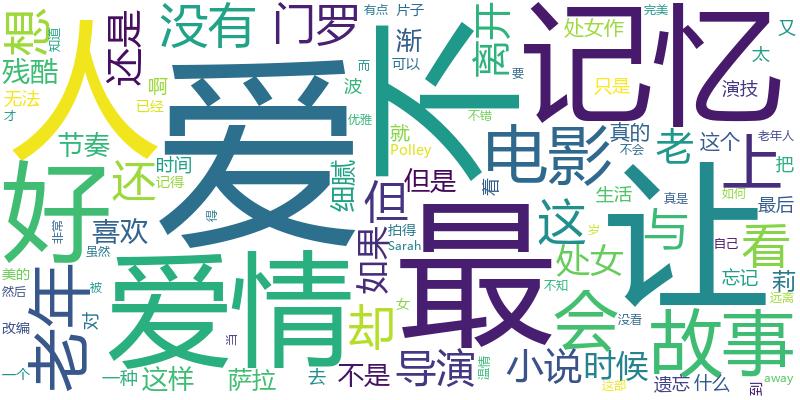 想
人
还是
没有
门罗
有点
片子
完美
知道
渐
可以
离开
处女作
记忆
又
太
残酷
无法
才
啊
已经
爱
波
而
不
优雅
要
只是
演技
不错
节奏
时间
记得
还
就
Polley
电影
真的
不会
老
这个
上
老年人
把
好
非常
喜欢
得
细腻
但
但是
着
这
生活
与
真是
如何
让
看
最后
虽然
拍得
Sarah
如果
最
处女
岁
自己
美的
然后
老年
被
对
爱情
女
不知
会
没看
忘记
莉
远离
改编
却
当
故事
一个
一种
这样
萨拉
去
不是
导演
温情
小说
时候
这部
遗忘
什么
到
away